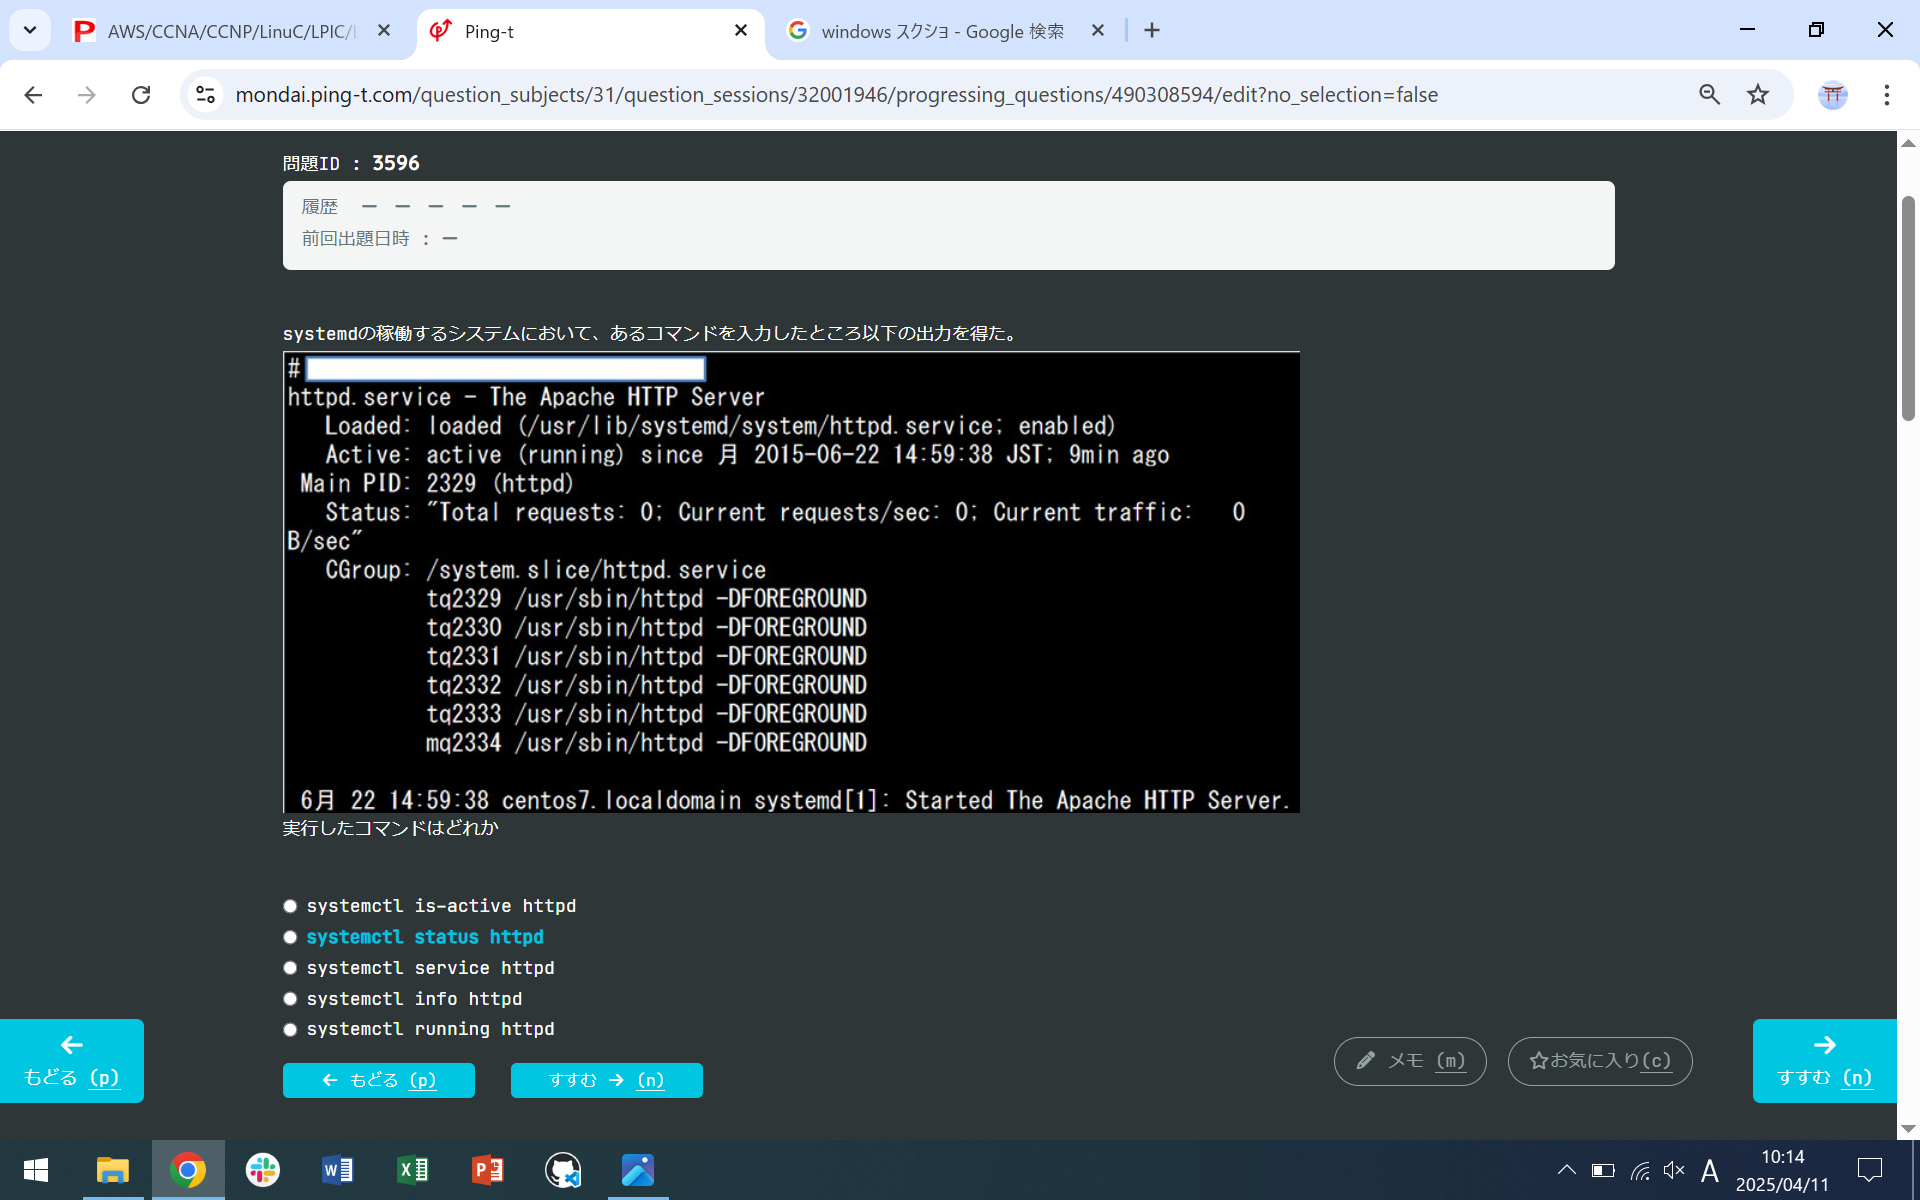 AWS/CCNA/CCNP/LinuC/LPIC/L
Ping-t
windows スクショ - Google 検索
mondai.ping-t.com/question_subjects/31/question_sessions/32001946/progressing_questions/490308594/edit?no_selection=false
問題ID : 3596
履歴 － － － － －
前回出題日時 : －
systemdの稼働するシステムにおいて、あるコマンドを入力したところ以下の出力を得た。
#
httpd.service - The Apache HTTP Server
Loaded: loaded (/usr/lib/systemd/system/httpd.service; enabled)
Active: active (running) since 月 2015-06-22 14:59:38 JST; 9min ago
Main PID: 2329 (httpd)
Status: "Total requests: 0; Current requests/sec: 0; Current traffic:   0
B/sec"
CGroup: /system.slice/httpd.service
tq2329 /usr/sbin/httpd -DFOREGROUND
tq2330 /usr/sbin/httpd -DFOREGROUND
tq2331 /usr/sbin/httpd -DFOREGROUND
tq2332 /usr/sbin/httpd -DFOREGROUND
tq2333 /usr/sbin/httpd -DFOREGROUND
mq2334 /usr/sbin/httpd -DFOREGROUND
6月 22 14:59:38 centos7.localdomain systemd[1]: Started The Apache HTTP Server.
実行したコマンドはどれか
systemctl is-active httpd
systemctl status httpd
systemctl service httpd
systemctl info httpd
systemctl running httpd
← もどる (p)
← もどる (p)
すすむ → (n)
メモ (m)
☆お気に入り(c)
→ すすむ (n)
A
10:14
2025/04/11